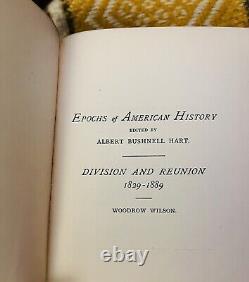 EPOCHS of AMERICAN HISTORY
EDITED BY
ALBERT BUSHNELL HART.
DIVISION AND REUNION
1829-1889
WOODROW WILSON.